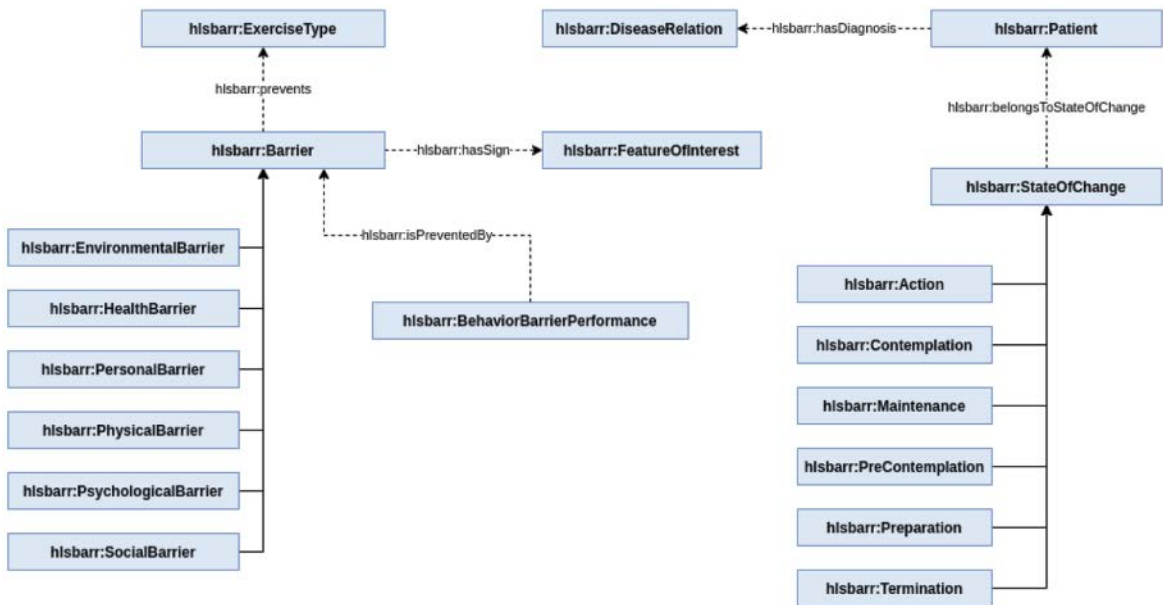 hlsbarr:ExerciseType
hlsbarr:DiseaseRelation
hlsbarr:hasDiagnosis
hlsbarr:Patient
hlsbarr:prevents
hlsbarr:belongsToStateOfChange
hlsbarr:Barrier
hlsbarr:hasSign
hlsbarr:FeatureOfInterest
hlsbarr:StateOfChange
hlsbarr:isPreventedBy
hlsbarr:EnvironmentalBarrier
hlsbarr:HealthBarrier
hlsbarr:PersonalBarrier
hlsbarr:PhysicalBarrier
hlsbarr:PsychologicalBarrier
hlsbarr:SocialBarrier
hlsbarr:BehaviorBarrierPerformance
hlsbarr:Action
hlsbarr:Contemplation
hlsbarr:Maintenance
hlsbarr:PreContemplation
hlsbarr:Preparation
hlsbarr:Termination